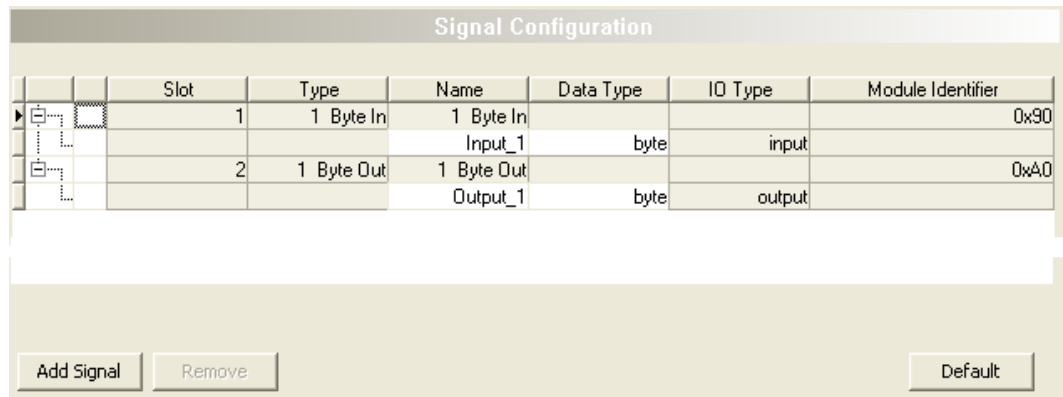 Signal Configuration
Slot Type Name Data Type IO Type Module Identifier
1 1 Byte In 1 Byte In 0x90
Input_1 byte input
2 1 Byte Out 1 Byte Out 0xA0
Output_1 byte output
Add Signal Remove Default